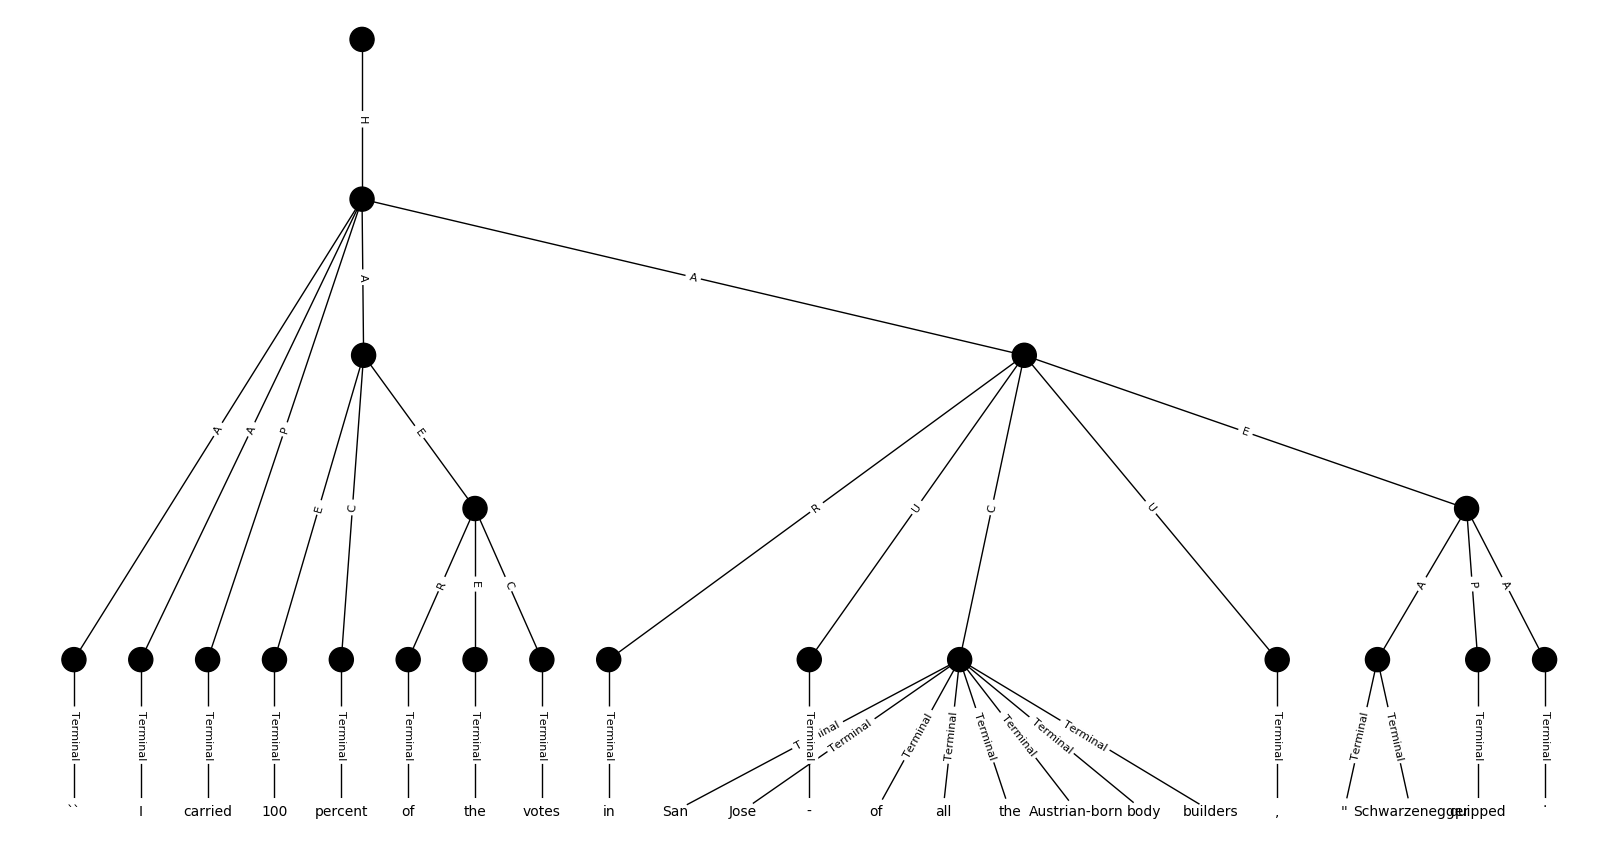 H
A
A
A A P E
E C R U C U
R E C A P A
Terminal Terminal Terminal Terminal Terminal Terminal Terminal Terminal Terminal Terminal Terminal Terminal Terminal Terminal Terminal Terminal Terminal Terminal Terminal Terminal Terminal Terminal Terminal
`` I carried 100 percent of the votes in San Jose - of all the Austrian-born body builders , " Schwarzenegger quipped .